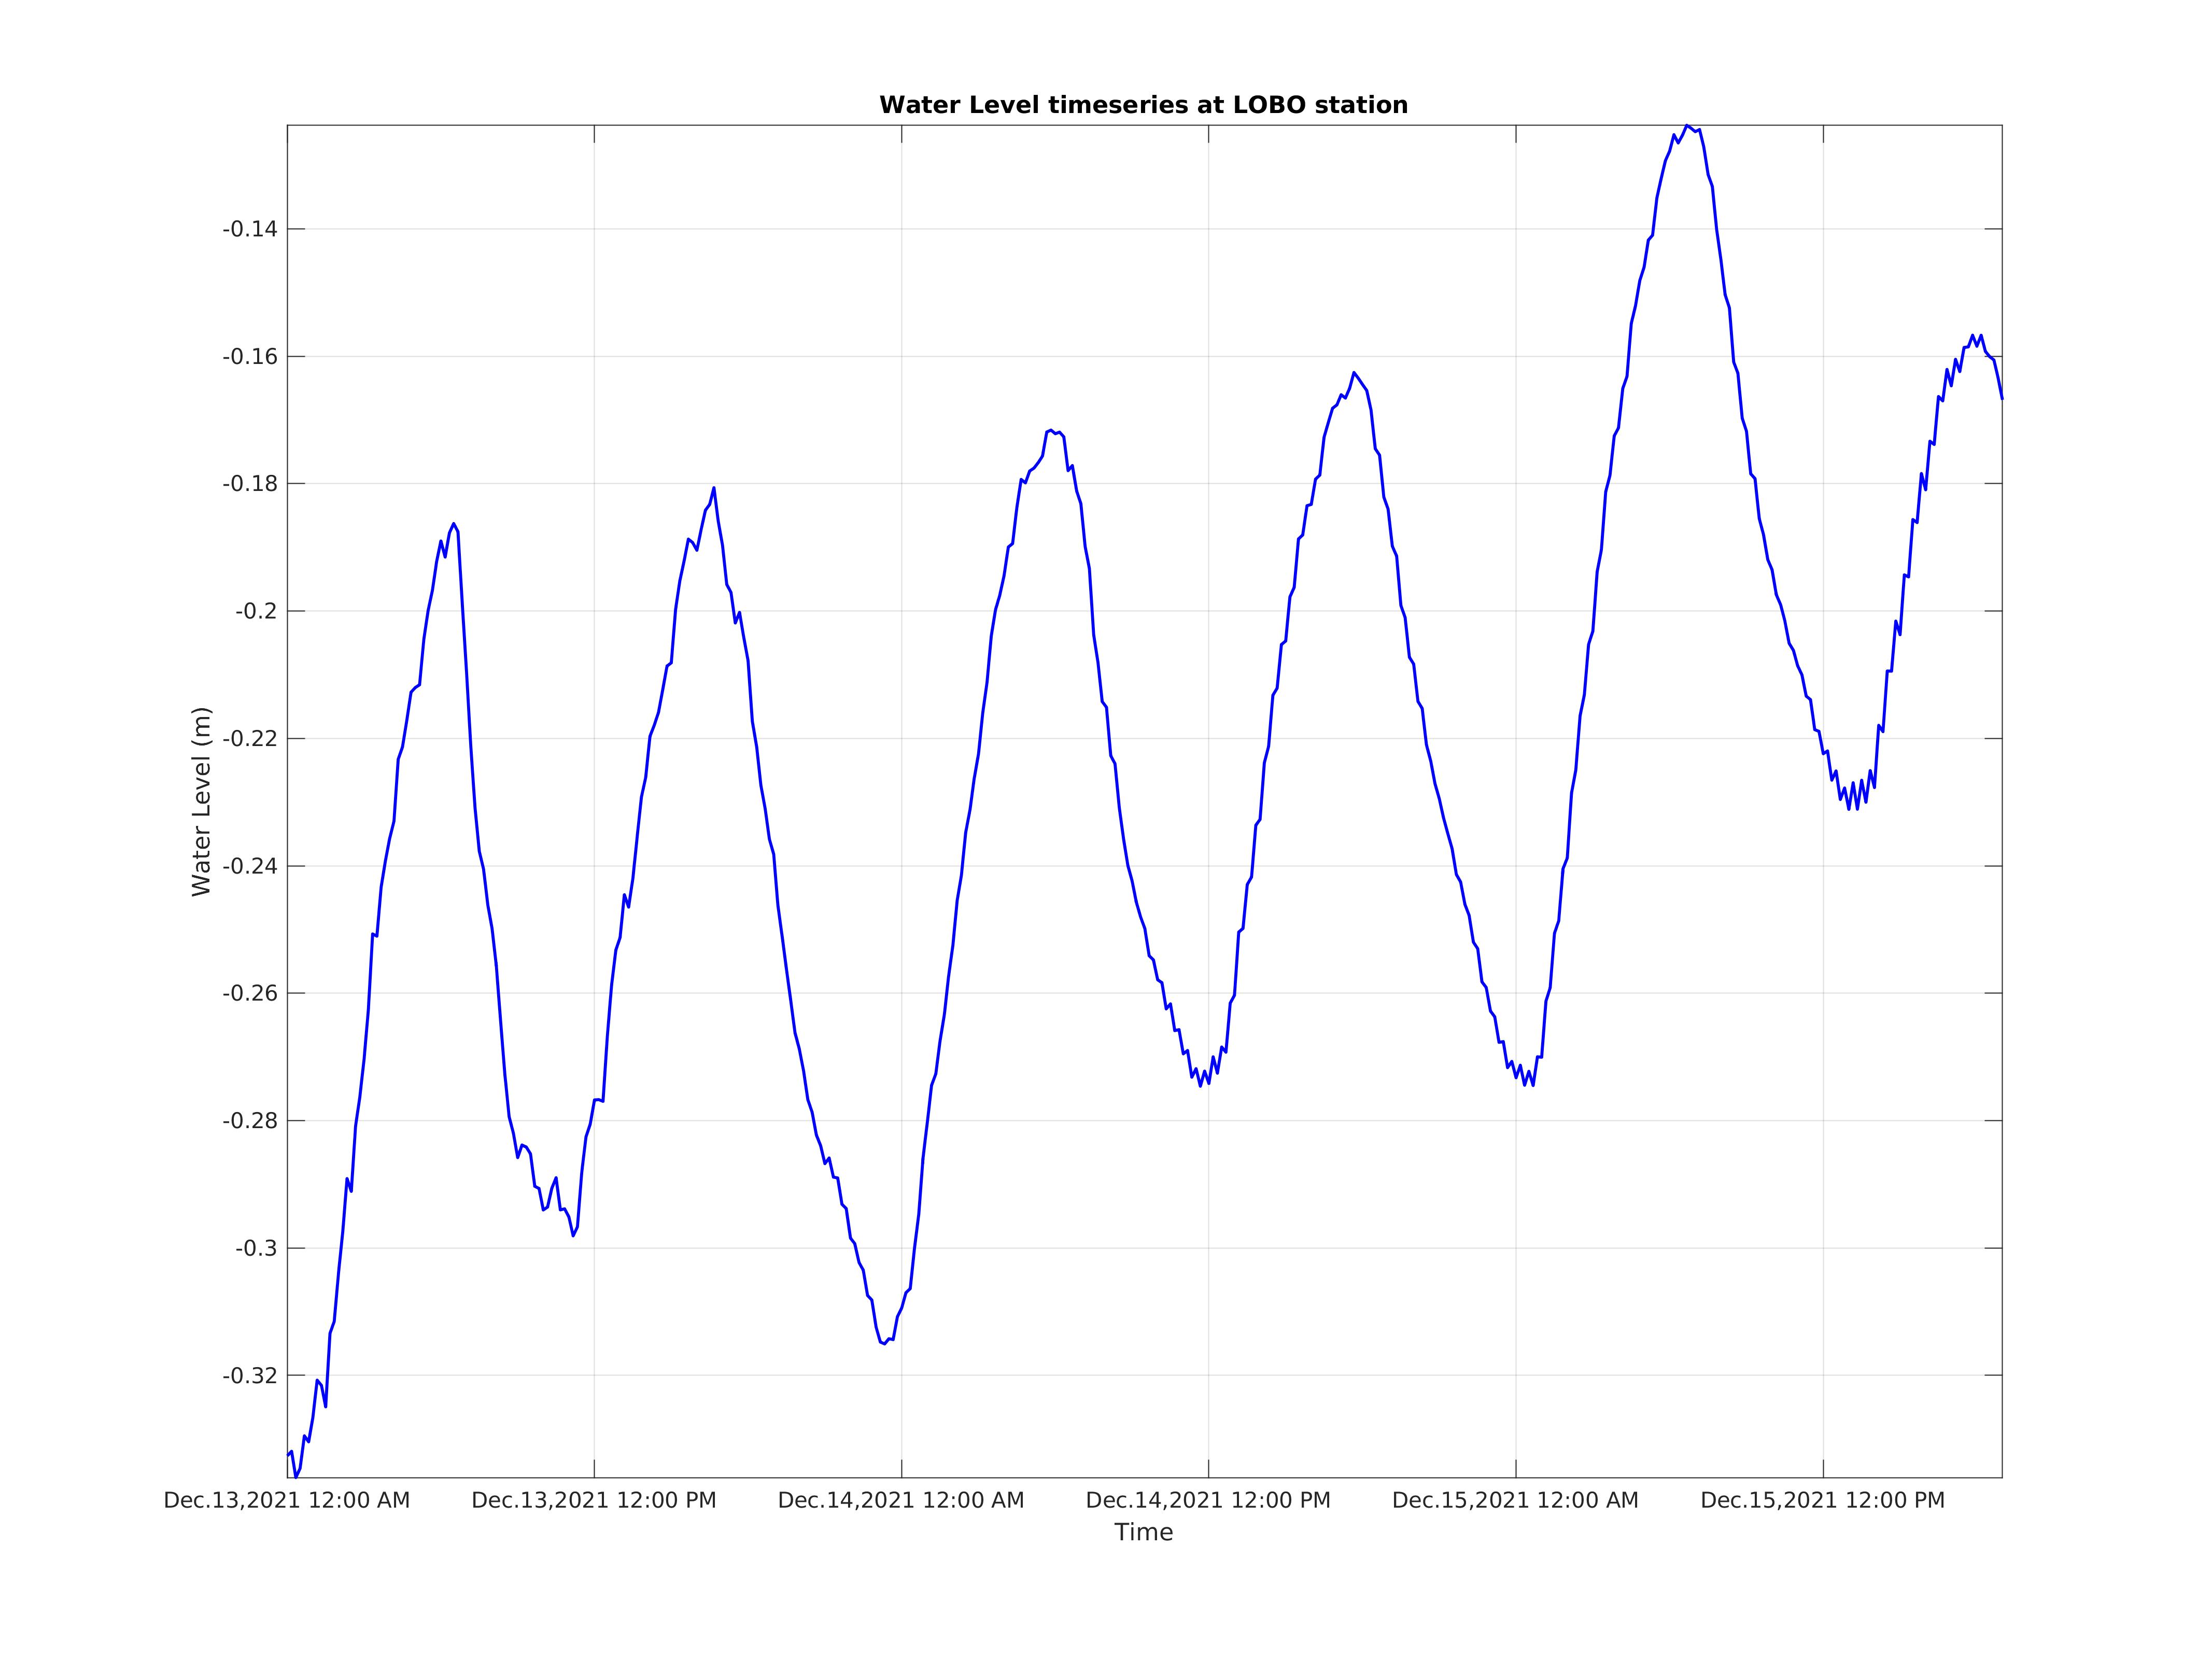 Water Level timeseries at LOBO station
-0.14
-0.16
-0.18
-0.2
-0.22
-0.24
-0.26
-0.28
-0.3
-0.32
Water Level (m)
Dec.13,2021 12:00 AM Dec.13,2021 12:00 PM Dec.14,2021 12:00 AM Dec.14,2021 12:00 PM Dec.15,2021 12:00 AM Dec.15,2021 12:00 PM
Time